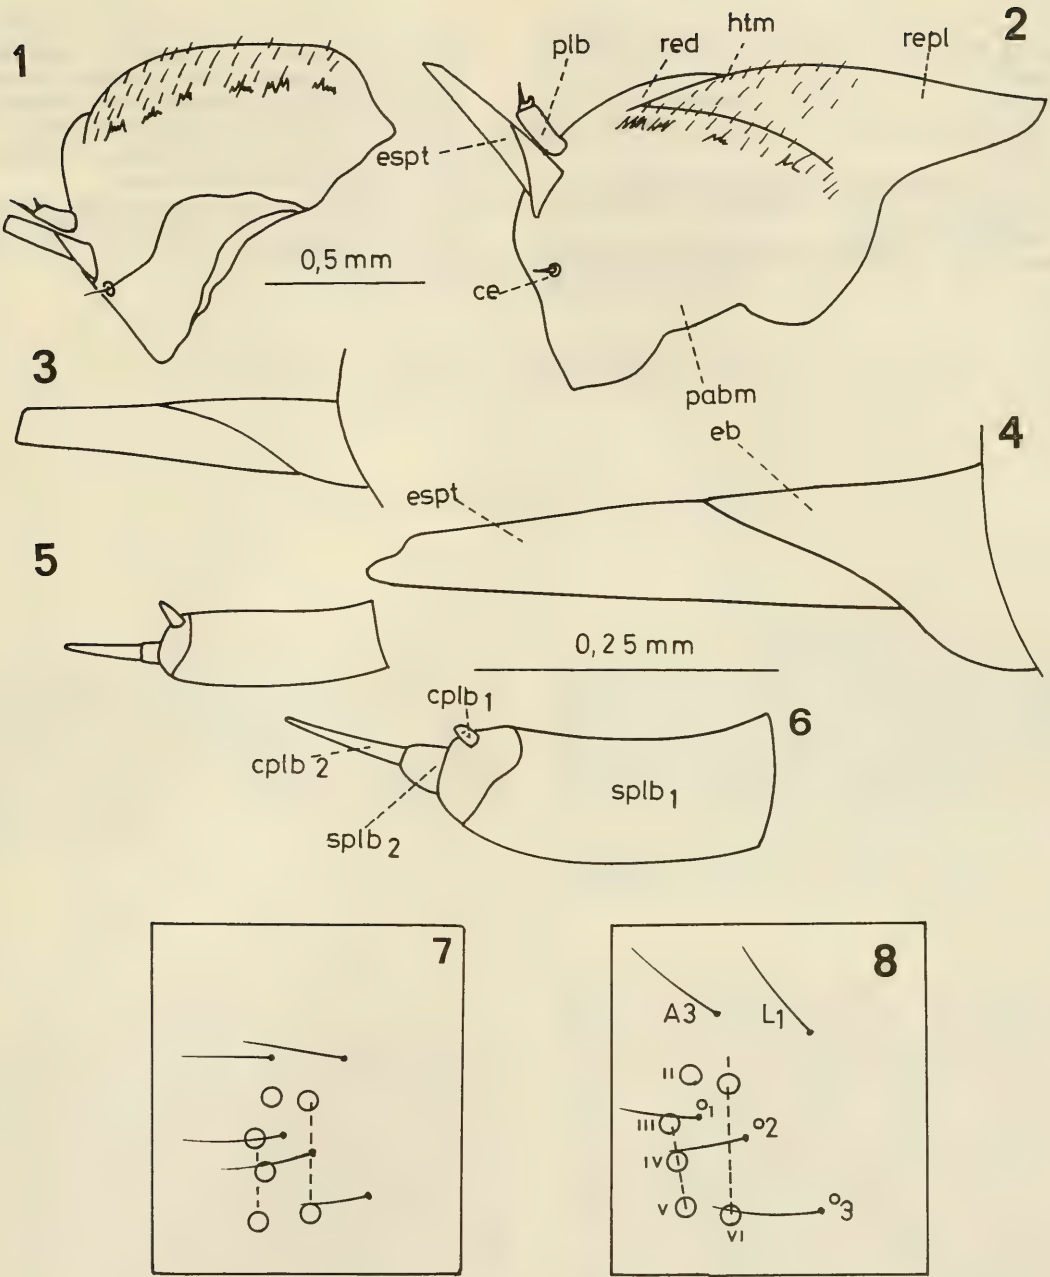 1
2
plb
red
htm
repl
espt
0,5 mm
ce
pabm
3
4
eb
espt
5
0,25 mm
6
cplb1
cplb2
splb2
splb1
7
8
A3
L1
I
II
o1
III
o2
IV
V
o3
VI